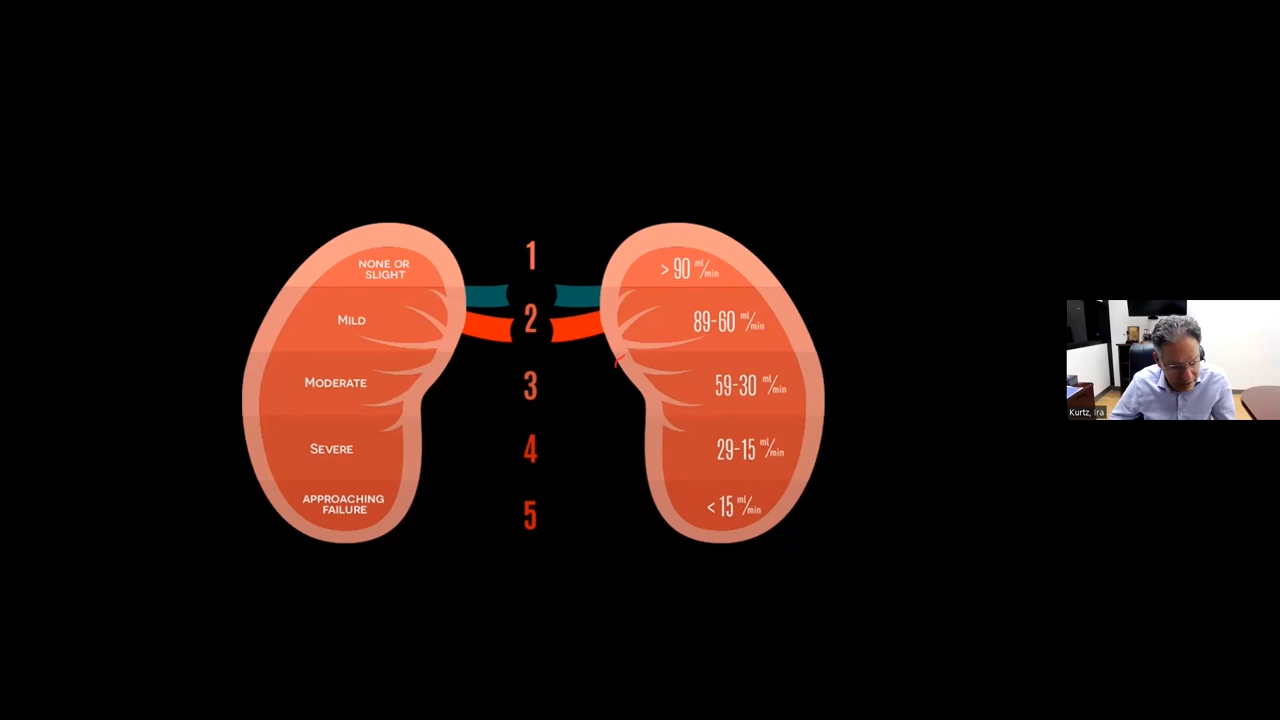 NONE OR
SLIGHT
1
> 90 ml/min
MILD
2
89-60 ml/min
MODERATE
3
59-30 ml/min
SEVERE
4
29-15 ml/min
APPROACHING
FAILURE
5
< 15 ml/min
Kurtz, Ira